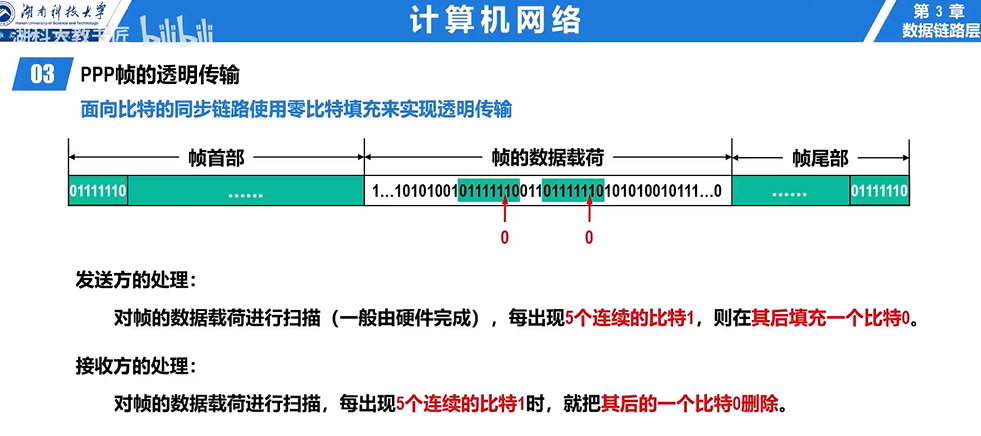 湖南科技大学
Hunan University of Science and Technology
计算机网络
第 3 章
数据链路层
湖科大教书匠 bilibili
03 PPP帧的透明传输
面向比特的同步链路使用零比特填充来实现透明传输
帧首部 帧的数据载荷 帧尾部
01111110 …… 1…10101001011111100110111111010101001010111…0 …… 01111110
0 0
发送方的处理：
对帧的数据载荷进行扫描（一般由硬件完成），每出现5个连续的比特1，则在其后填充一个比特0。
接收方的处理：
对帧的数据载荷进行扫描，每出现5个连续的比特1时，就把其后的一个比特0删除。